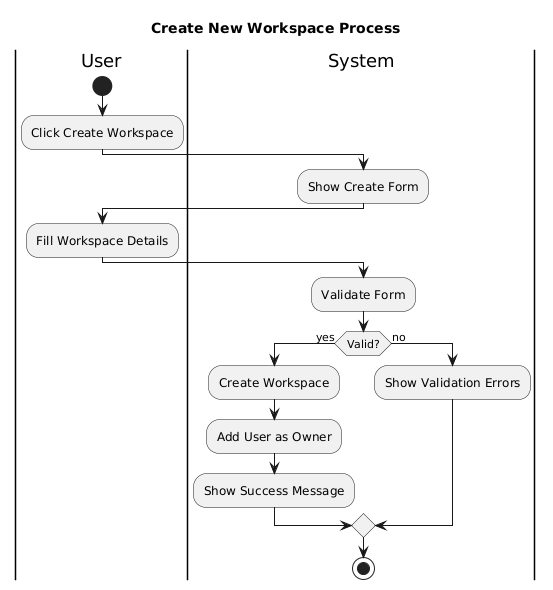 Create New Workspace Process
User
System
Click Create Workspace
Show Create Form
Fill Workspace Details
Validate Form
yes
Valid?
no
Create Workspace
Show Validation Errors
Add User as Owner
Show Success Message